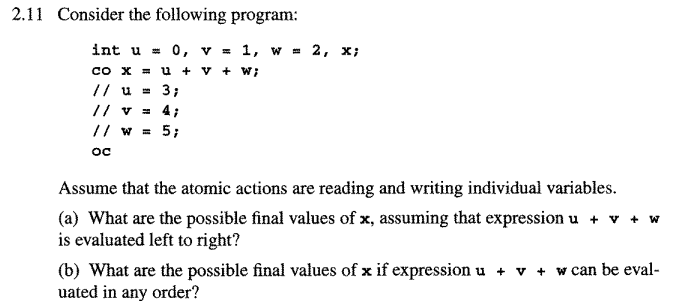 2.11 Consider the following program:
int u = 0, v = 1, w = 2, x;
co x = u + v + w;
// u = 3;
// v = 4;
// w = 5;
oc
Assume that the atomic actions are reading and writing individual variables.
(a) What are the possible final values of x, assuming that expression u + v + w
is evaluated left to right?
(b) What are the possible final values of x if expression u + v + w can be eval-
uated in any order?